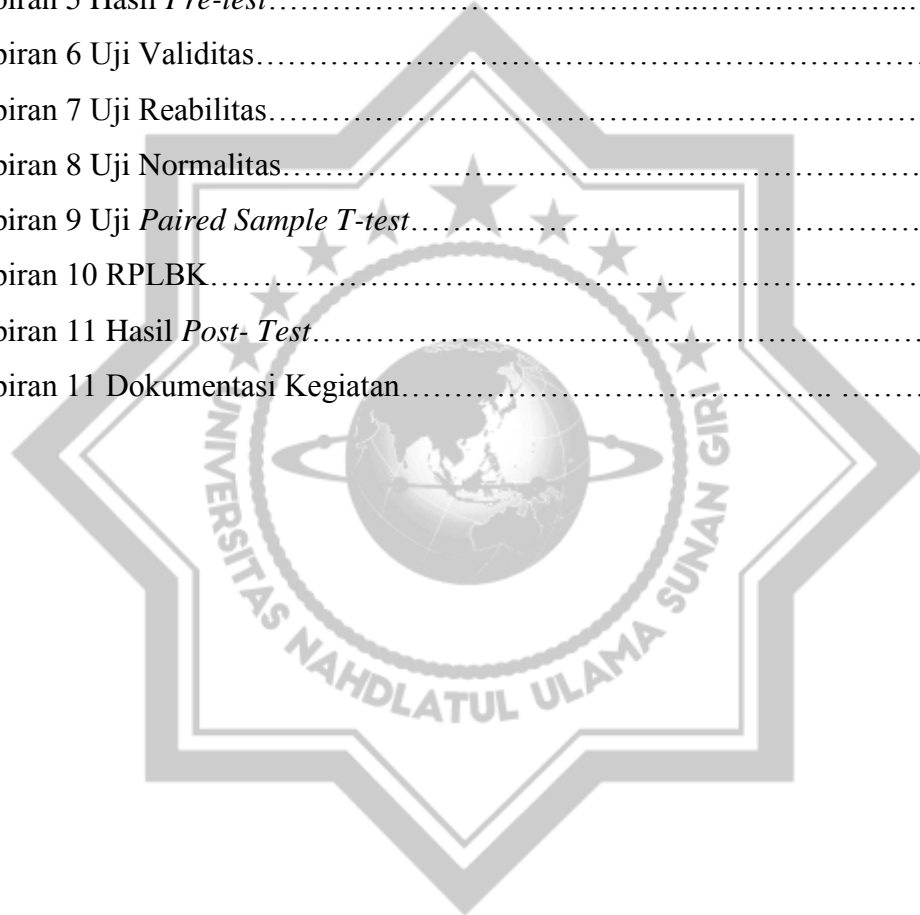 piran 5 Hasil Pre-test……………………………………..…………………..…
piran 6 Uji Validitas…………………………………………………………….
piran 7 Uji Reabilitas……………………………………………………………
piran 8 Uji Normalitas…………………………………………………………..
piran 9 Uji Paired Sample T-test………………………………………………..
piran 10 RPLBK…………………………………….………………….………
piran 11 Hasil Post- Test…………………………………………………….……
piran 11 Dokumentasi Kegiatan…………………………………….. ………
UNIVERSITAS NAHDLATUL ULAMA SUNAN GIRI